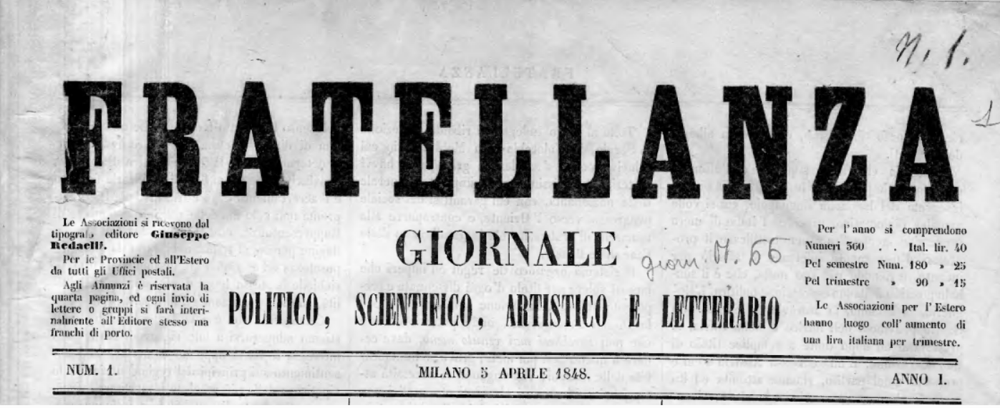 N. 1.
FRATELLANZA
1
Le Associazioni si ricevono dal
tipografo editore Giuseppe
Redaelli.
Per le Provincie ed all'Estero
da tutti gli Uffici postali.
Agli Annunzi è riservata la
quarta pagina, ed ogni invio di
lettere o gruppi si farà interi-
nalmente all'Editore stesso ma
franchi di porto.
GIORNALE
giorn 01. 66
POLITICO, SCIENTIFICO, ARTISTICO E LETTERARIO
Per l'anno si comprendono
Numeri 360 . . Ital. lir. 40
Pel semestre Num. 180 » 25
Pel trimestre » 90 » 15
Le Associazioni per l'Estero
hanno luogo coll' aumento di
una lira italiana per trimestre.
NUM. 1.
MILANO 5 APRILE 1848.
ANNO I.